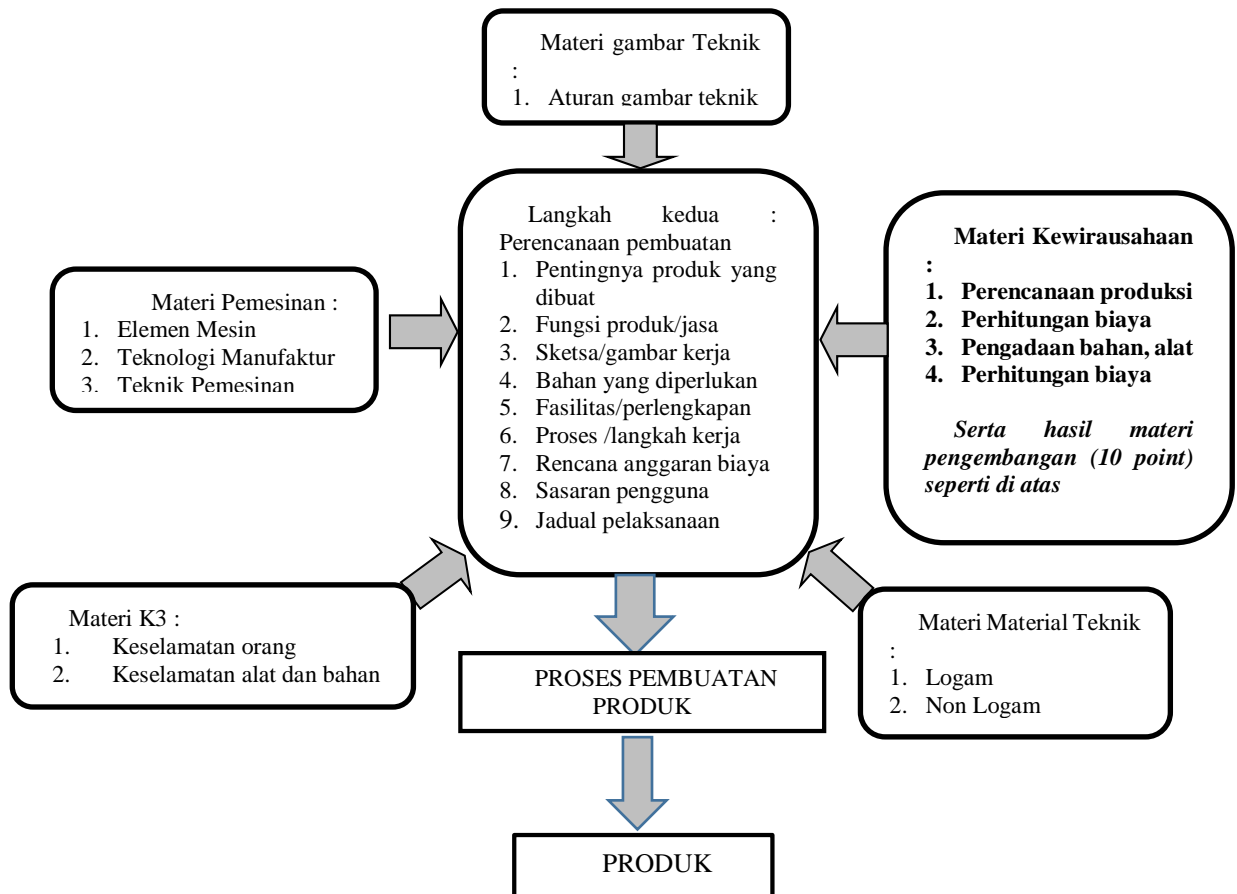 Materi gambar Teknik
:
1. Aturan gambar teknik
Langkah kedua :
Perencanaan pembuatan
1. Pentingnya produk yang
dibuat
2. Fungsi produk/jasa
3. Sketsa/gambar kerja
4. Bahan yang diperlukan
5. Fasilitas/perlengkapan
6. Proses /langkah kerja
7. Rencana anggaran biaya
8. Sasaran pengguna
9. Jadual pelaksanaan
Materi Pemesinan :
1. Elemen Mesin
2. Teknologi Manufaktur
3. Teknik Pemesinan
Materi Kewirausahaan
:
1. Perencanaan produksi
2. Perhitungan biaya
3. Pengadaan bahan, alat
4. Perhitungan biaya
Serta hasil materi
pengembangan (10 point)
seperti di atas
Materi K3 :
1. Keselamatan orang
2. Keselamatan alat dan bahan
Materi Material Teknik
:
1. Logam
2. Non Logam
PROSES PEMBUATAN
PRODUK
PRODUK